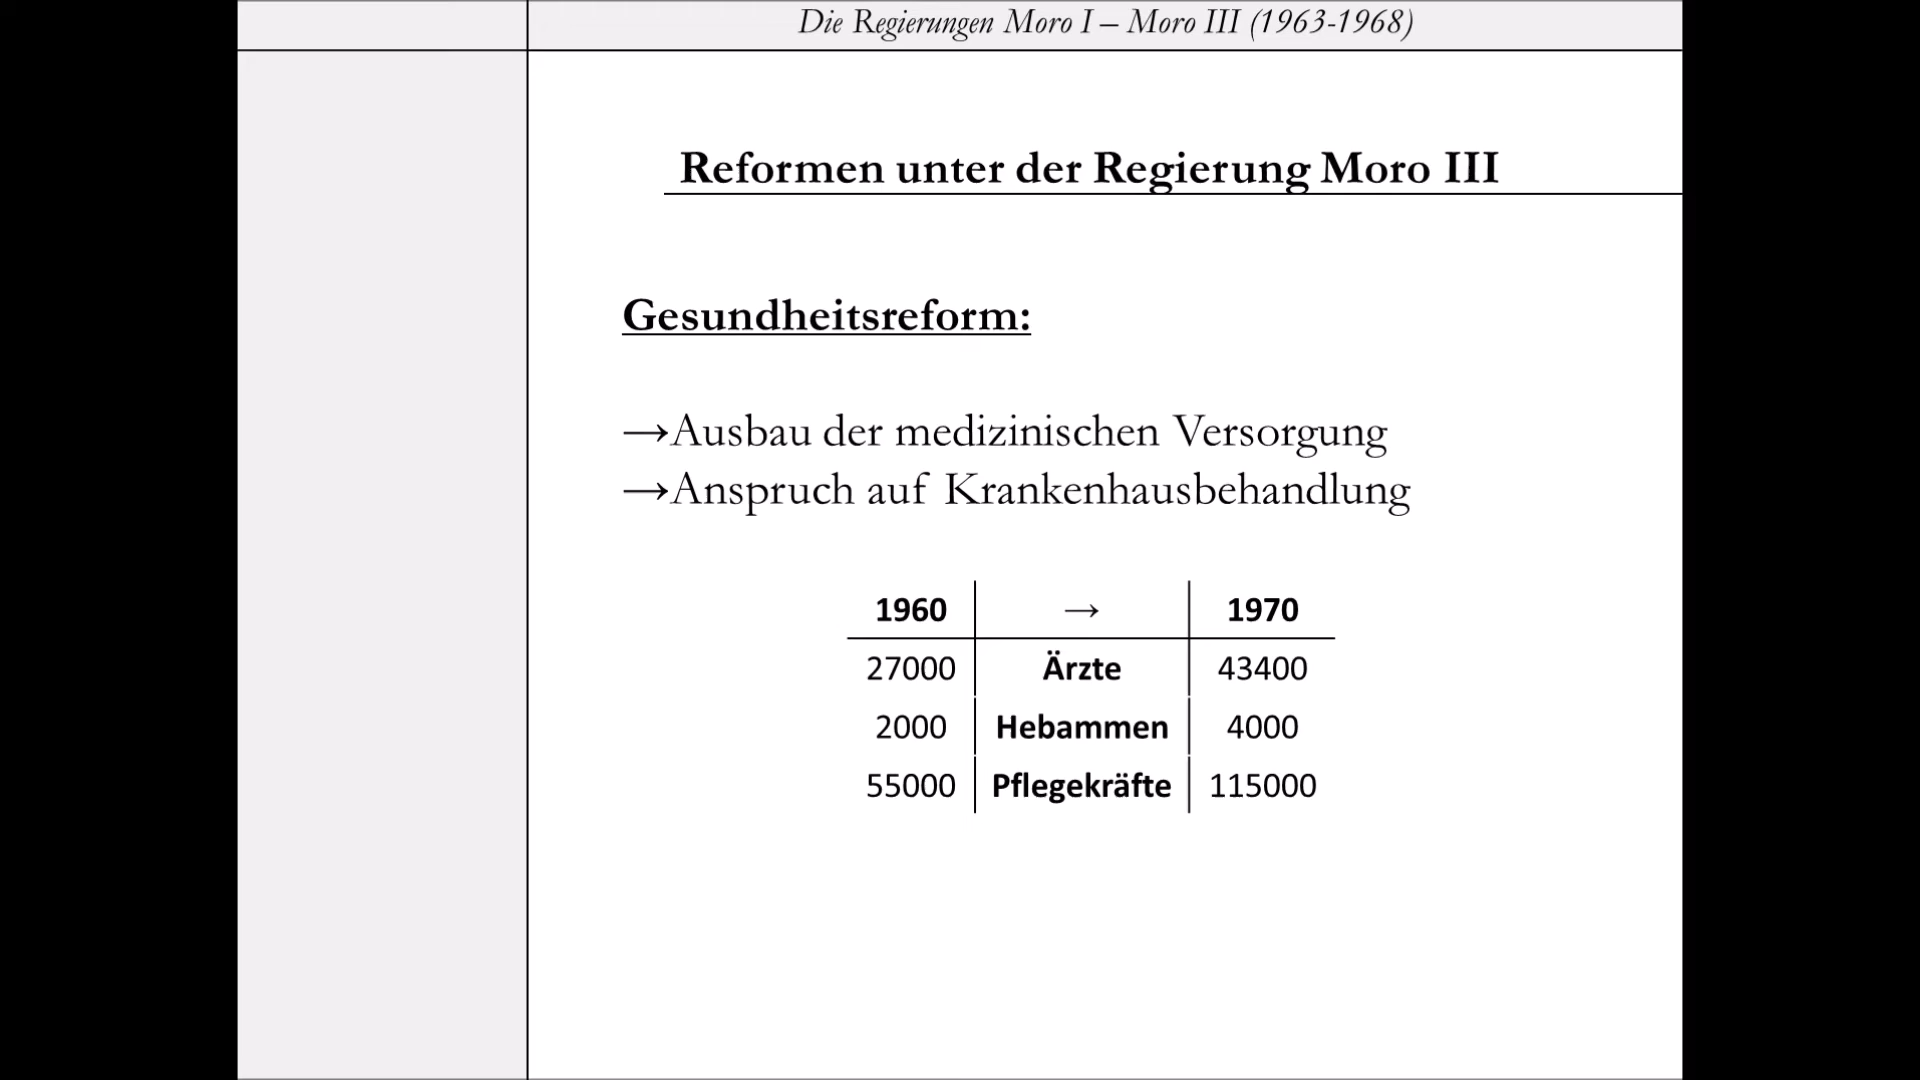 Die Regierungen Moro I – Moro III (1963-1968)
Reformen unter der Regierung Moro III
Gesundheitsreform:
→Ausbau der medizinischen Versorgung
→Anspruch auf Krankenhausbehandlung
1960 → 1970
27000 Ärzte 43400
2000 Hebammen 4000
55000 Pflegekräfte 115000